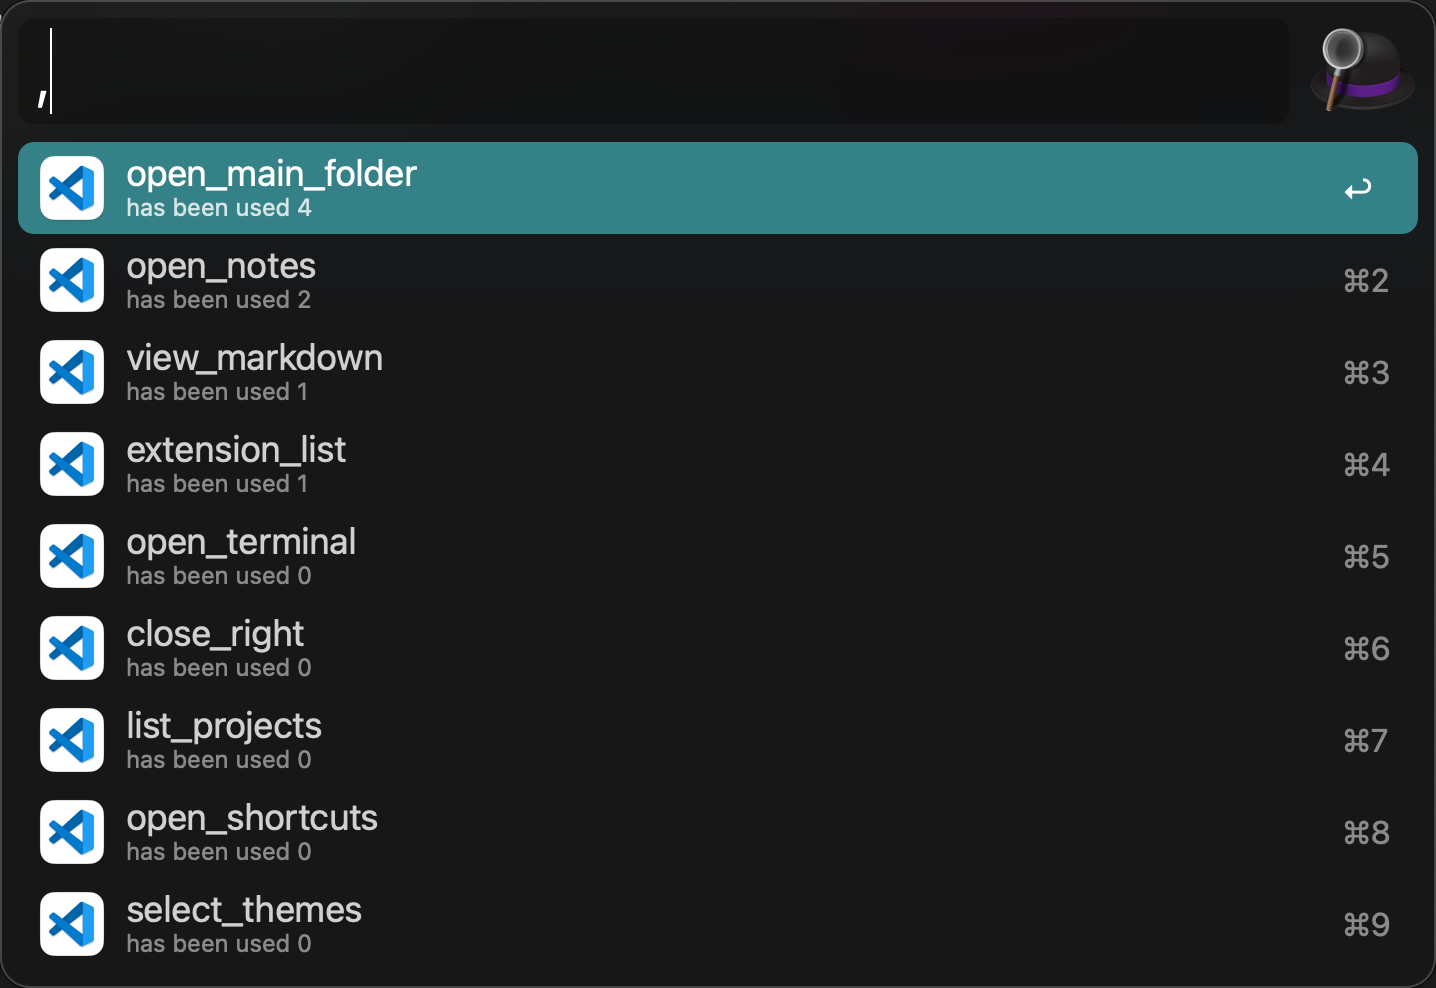 ,
open_main_folder
has been used 4
↩
open_notes
has been used 2
⌘2
view_markdown
has been used 1
⌘3
extension_list
has been used 1
⌘4
open_terminal
has been used 0
⌘5
close_right
has been used 0
⌘6
list_projects
has been used 0
⌘7
open_shortcuts
has been used 0
⌘8
select_themes
has been used 0
⌘9